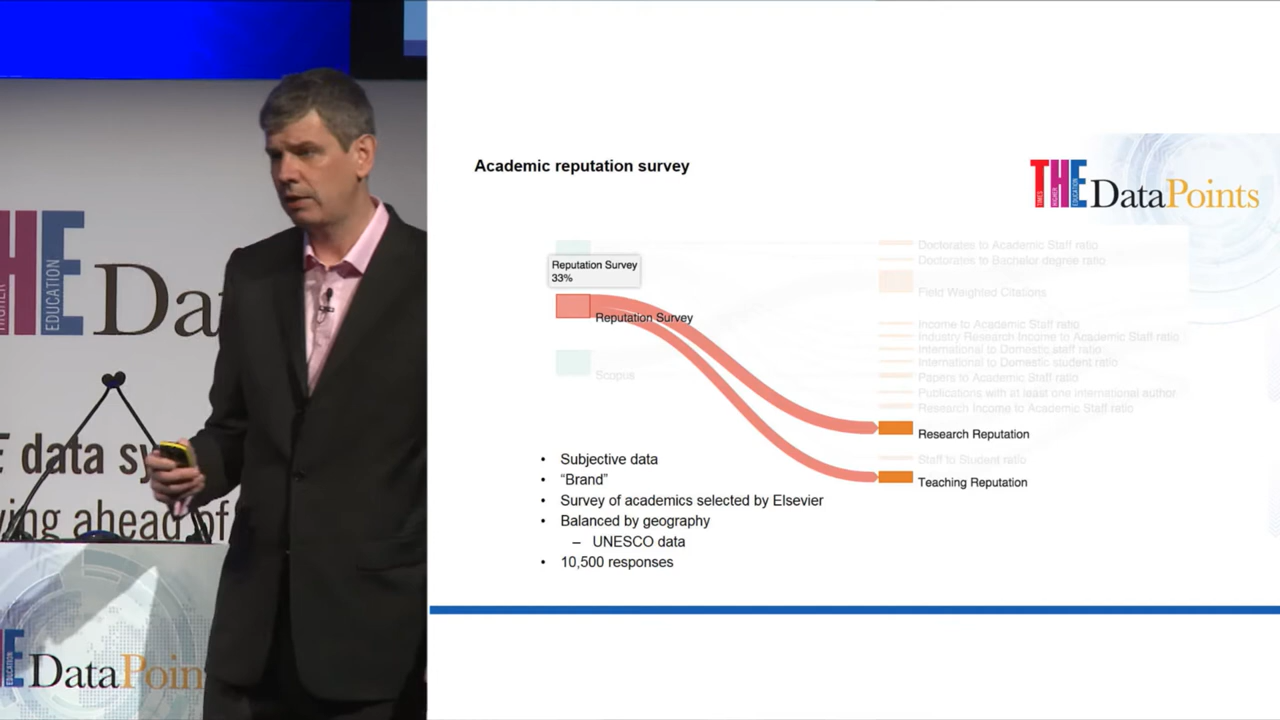 THE
HIGHER
EDUCATION
Da
E data sy
ving ahead of
E
EDUCATION
DataPoin
Academic reputation survey
THE
TIMES
HIGHER
EDUCATION
DataPoints
Reputation Survey
33%
Reputation Survey
Scopus
Doctorates to Academic Staff ratio
Doctorates to Bachelor degree ratio
Field Weighted Citations
Income to Academic Staff ratio
Industry Research Income to Academic Staff ratio
International to Domestic staff ratio
International to Domestic student ratio
Papers to Academic Staff ratio
Publications with at least one international author
Research Income to Academic Staff ratio
Research Reputation
Staff to Student ratio
Teaching Reputation
• Subjective data
• “Brand”
• Survey of academics selected by Elsevier
• Balanced by geography
– UNESCO data
• 10,500 responses